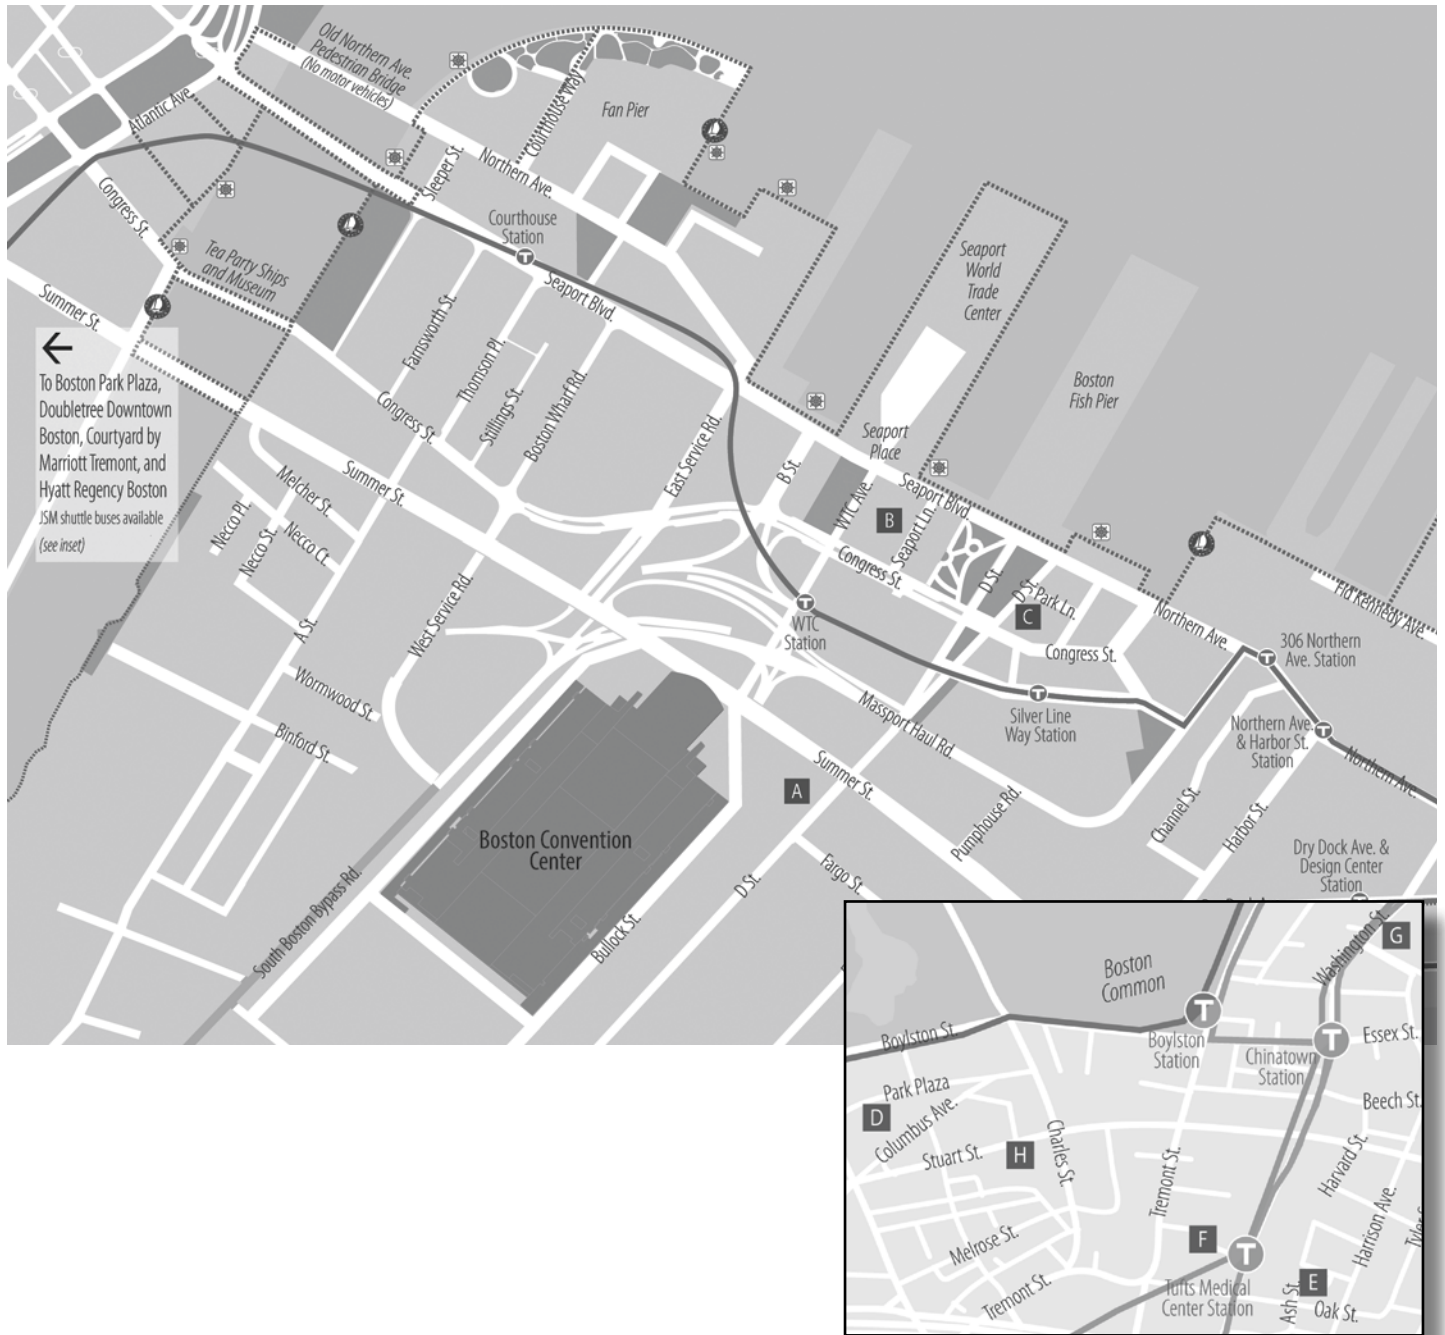 Old Northern Ave.
Pedestrian Bridge
(No motor vehicles)
Atlantic Ave.
Courthouse Way
Fan Pier
Sleeper St.
Northern Ave.
Congress St.
Courthouse
Station
Tea Party Ships
and Museum
Seaport Blvd.
Seaport
World
Trade
Center
Summer St.
Farnsworth St.
Thomson Pl.
Stillings St.
Boston Wharf Rd.
Congress St.
Boston
Fish Pier
←
To Boston Park Plaza,
Doubletree Downtown
Boston, Courtyard by
Marriott Tremont, and
Hyatt Regency Boston
JSM shuttle buses available
(see inset)
Seaport
Place
East Service Rd.
B St.
Seaport Blvd.
WTC Ave.
B
Seaport Ln.
Summer St.
Melcher St.
Necco Pl.
Necco St.
Necco Ct.
Congress St.
D St.
D St.
Park Ln.
C
Fid Kennedy Ave.
Northern Ave.
T
WTC
Station
West Service Rd.
A St.
Congress St.
306 Northern
Ave. Station
Wormwood St.
Binford St.
Massport Haul Rd.
Silver Line
Way Station
Northern Ave.
& Harbor St.
Station
Northern Ave.
Summer St.
A
Pumphouse Rd.
Channel St.
Harbor St.
Boston Convention
Center
Dry Dock Ave. &
Design Center
Station
D St.
Fargo St.
South Boston Bypass Rd.
Bullock St.
Washington St.
G
Boston
Common
T
Boylston St.
Boylston
Station
T
Chinatown
Station
Essex St.
Park Plaza
D
Columbus Ave.
Beech St.
Stuart St.
H
Charles St.
Tremont St.
Harvard St.
Harrison Ave.
Melrose St.
F
T
Tremont St.
Tufts Medical
Center Station
Ash St.
E
Oak St.